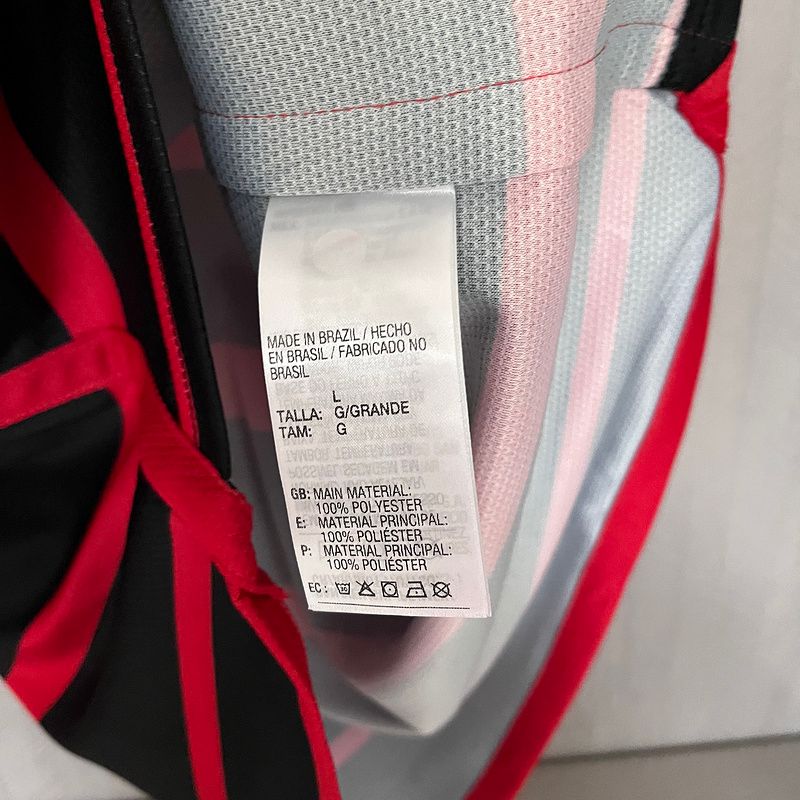 MADE IN BRAZIL / HECHO
EN BRASIL / FABRICADO NO
BRASIL
L
TALLA: G/GRANDE
TAM: G
GB: MAIN MATERIAL:
100% POLYESTER
E: MATERIAL PRINCIPAL:
100% POLIÉSTER
P: MATERIAL PRINCIPAL:
100% POLIÉSTER
EC: